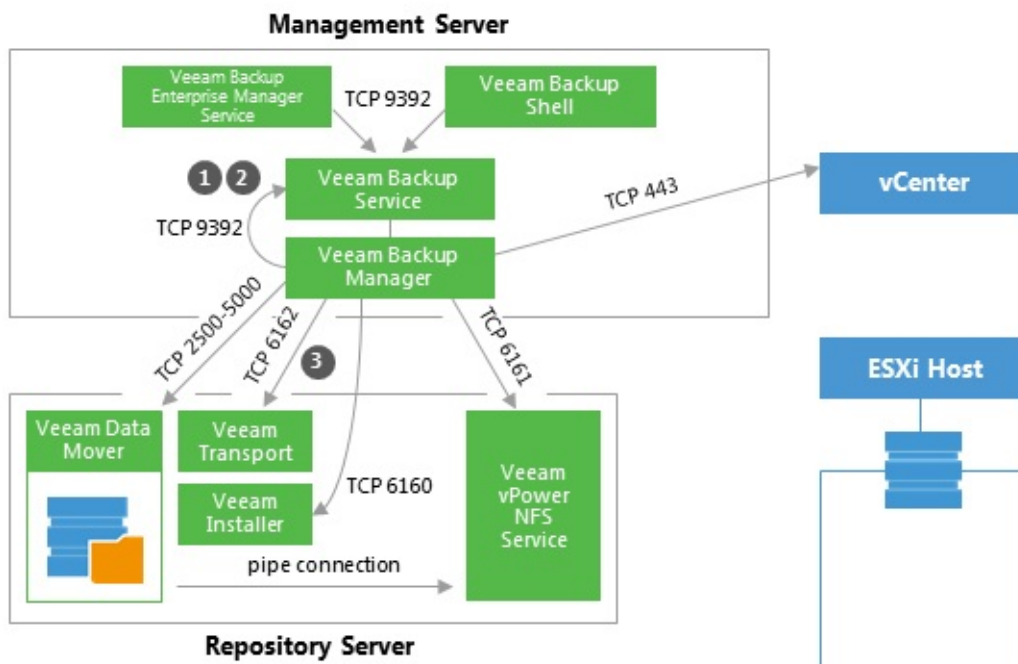 Management Server
Veeam Backup
Enterprise Manager
Service
TCP 9392
Veeam Backup
Shell
1 2
Veeam Backup
Service
TCP 9392
Veeam Backup
Manager
TCP 443
vCenter
TCP 2500-5000
TCP 6162
3
TCP 6161
ESXi Host
Veeam Data
Mover
Veeam
Transport
Veeam
Installer
TCP 6160
Veeam
vPower
NFS
Service
pipe connection
Repository Server